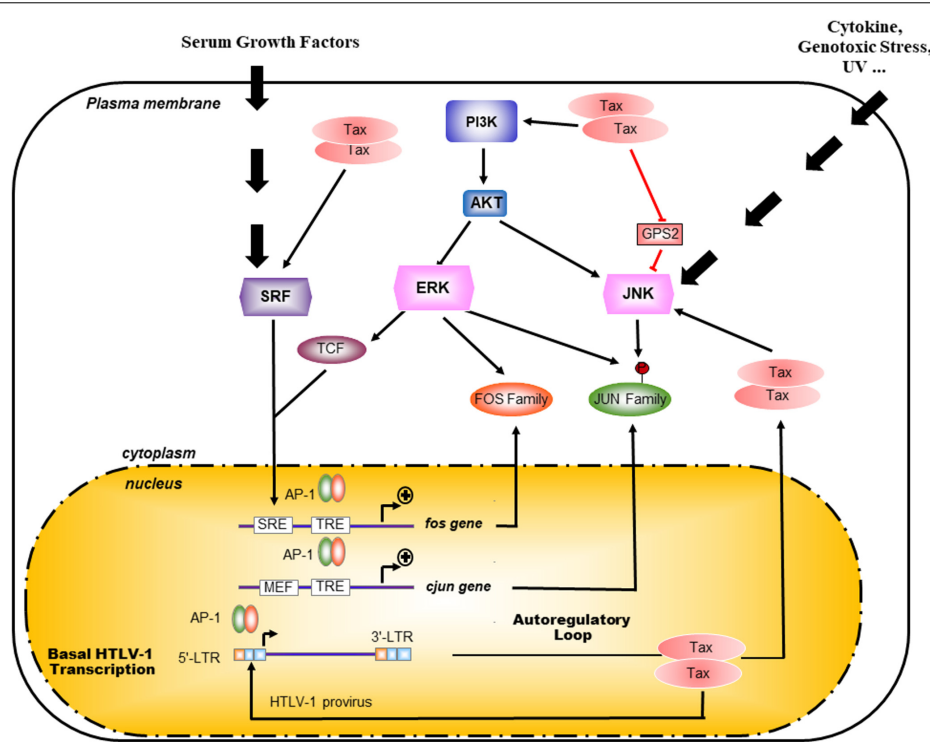 Serum Growth Factors
Cytokine,
Genotoxic Stress,
UV ...
Plasma membrane
Tax
Tax
PI3K
Tax
Tax
AKT
GPS2
SRF
ERK
JNK
TCF
FOS Family
JUN Family
Tax
Tax
cytoplasm
nucleus
AP-1
SRE
TRE
fos gene
AP-1
MEF
TRE
cjun gene
AP-1
Basal HTLV-1
Transcription
5'-LTR
3'-LTR
Autoregulatory
Loop
Tax
Tax
HTLV-1 provirus